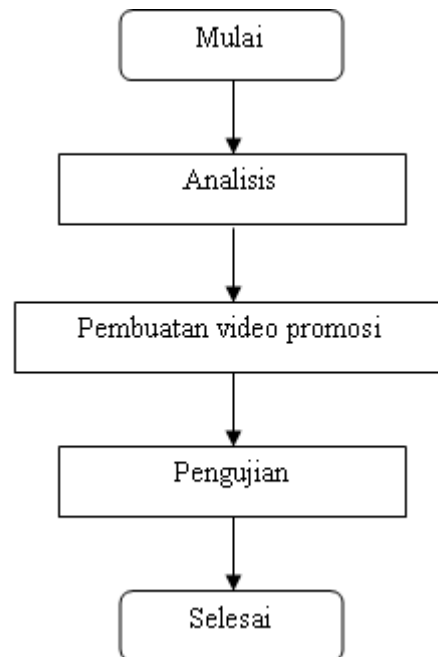 Mulai
Analisis
Pembuatan video promosi
Pengujian
Selesai